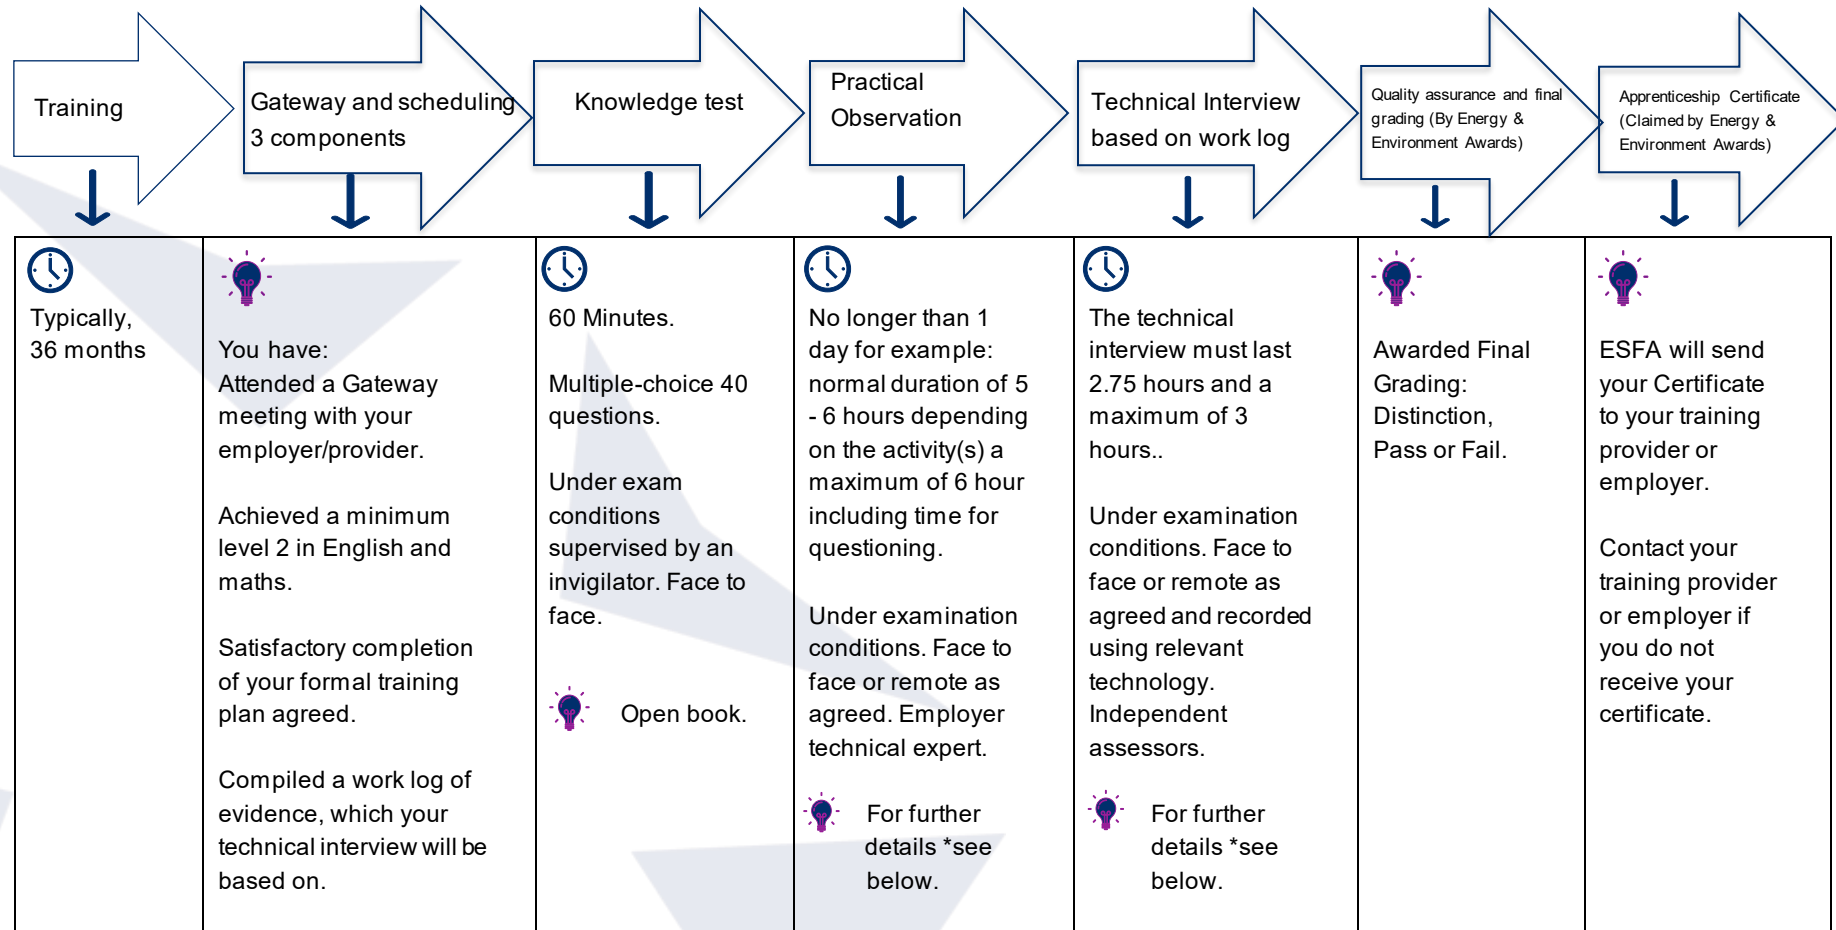 Training
Gateway and scheduling
3 components
Knowledge test
Practical
Observation
Technical Interview
based on work log
Quality assurance and final
grading (By Energy &
Environment Awards)
Apprenticeship Certificate
(Claimed by Energy &
Environment Awards)
Typically,
36 months
You have:
Attended a Gateway
meeting with your
employer/provider.
Achieved a minimum
level 2 in English and
maths.
Satisfactory completion
of your formal training
plan agreed.
Compiled a work log of
evidence, which your
technical interview will be
based on.
60 Minutes.
Multiple-choice 40
questions.
Under exam
conditions
supervised by an
invigilator. Face to
face.
Open book.
No longer than 1
day for example:
normal duration of 5
- 6 hours depending
on the activity(s) a
maximum of 6 hour
including time for
questioning.
Under examination
conditions. Face to
face or remote as
agreed. Employer
technical expert.
For further
details *see
below.
The technical
interview must last
2.75 hours and a
maximum of 3
hours..
Under examination
conditions. Face to
face or remote as
agreed and recorded
using relevant
technology.
Independent
assessors.
For further
details *see
below.
Awarded Final
Grading:
Distinction,
Pass or Fail.
ESFA will send
your Certificate
to your training
provider or
employer.
Contact your
training provider
or employer if
you do not
receive your
certificate.